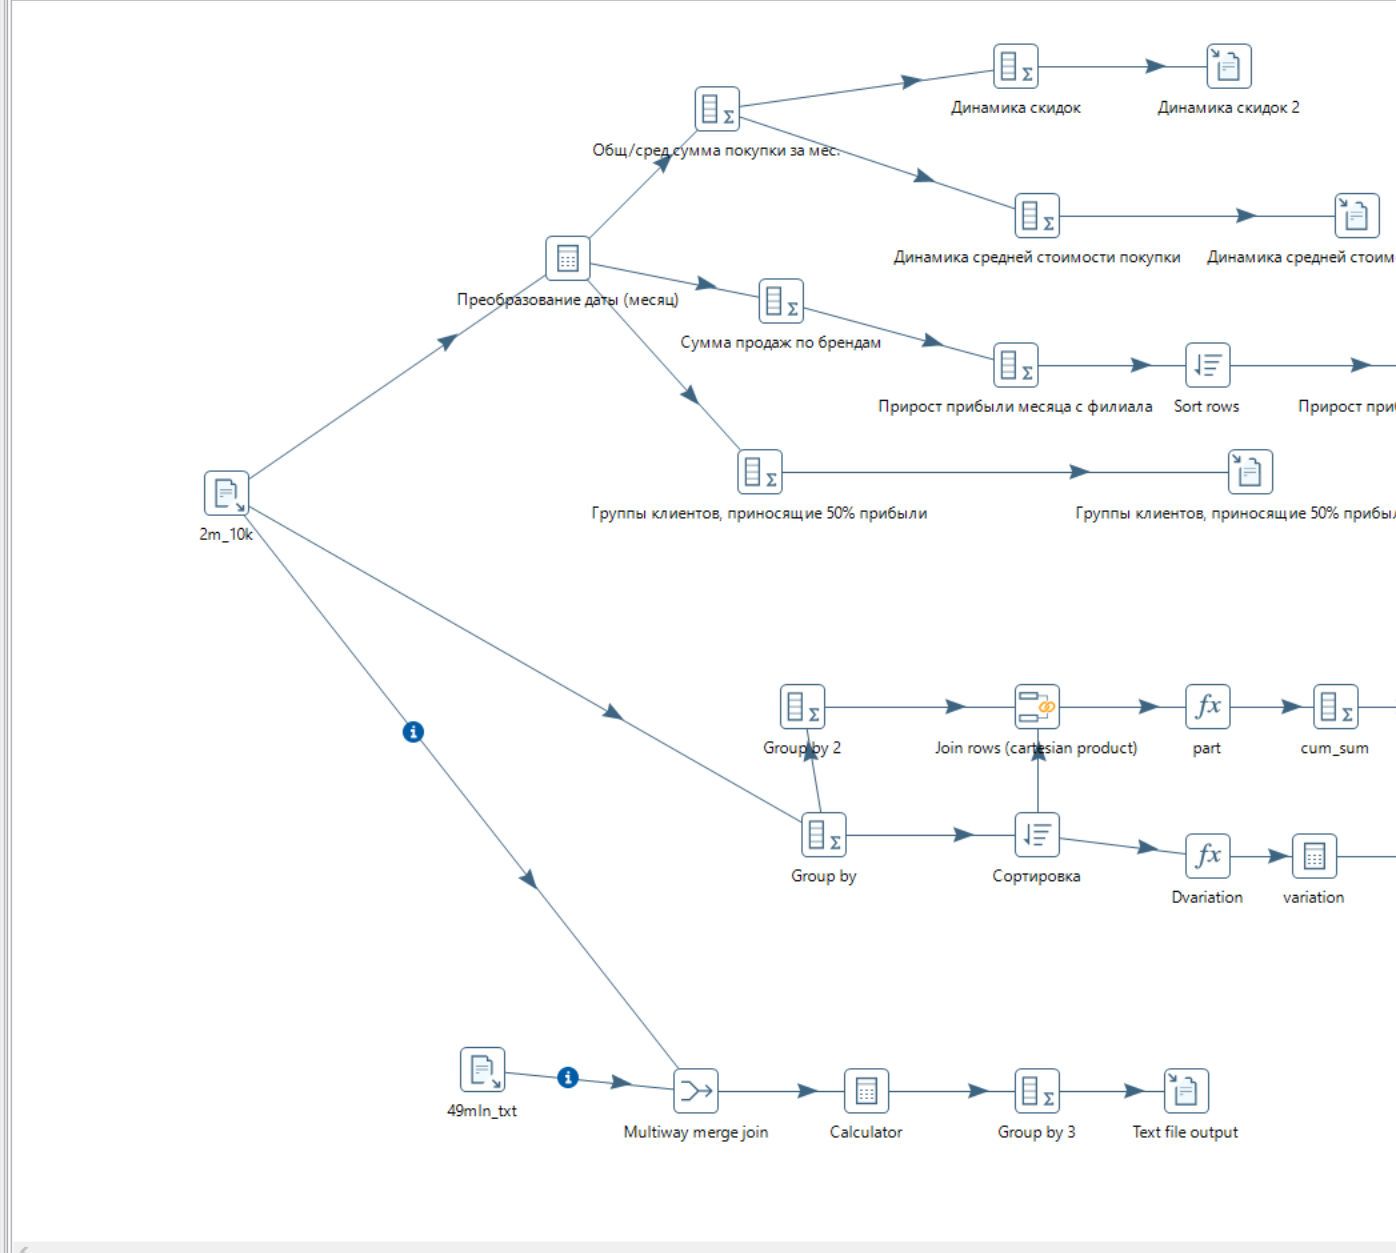 Динамика скидок
Динамика скидок 2
Общ/сред сумма покупки за мес.
Динамика средней стоимости покупки
Динамика средней стоим
Преобразование даты (месяц)
Сумма продаж по брендам
Прирост прибыли месяца с филиала
Sort rows
Прирост при
Группы клиентов, приносящие 50% прибыли
Группы клиентов, приносящие 50% прибы
2m_10k
Group by 2
Join rows (cartesian product)
part
cum_sum
Group by
Сортировка
Dvariation
variation
49mln_txt
Multiway merge join
Calculator
Group by 3
Text file output